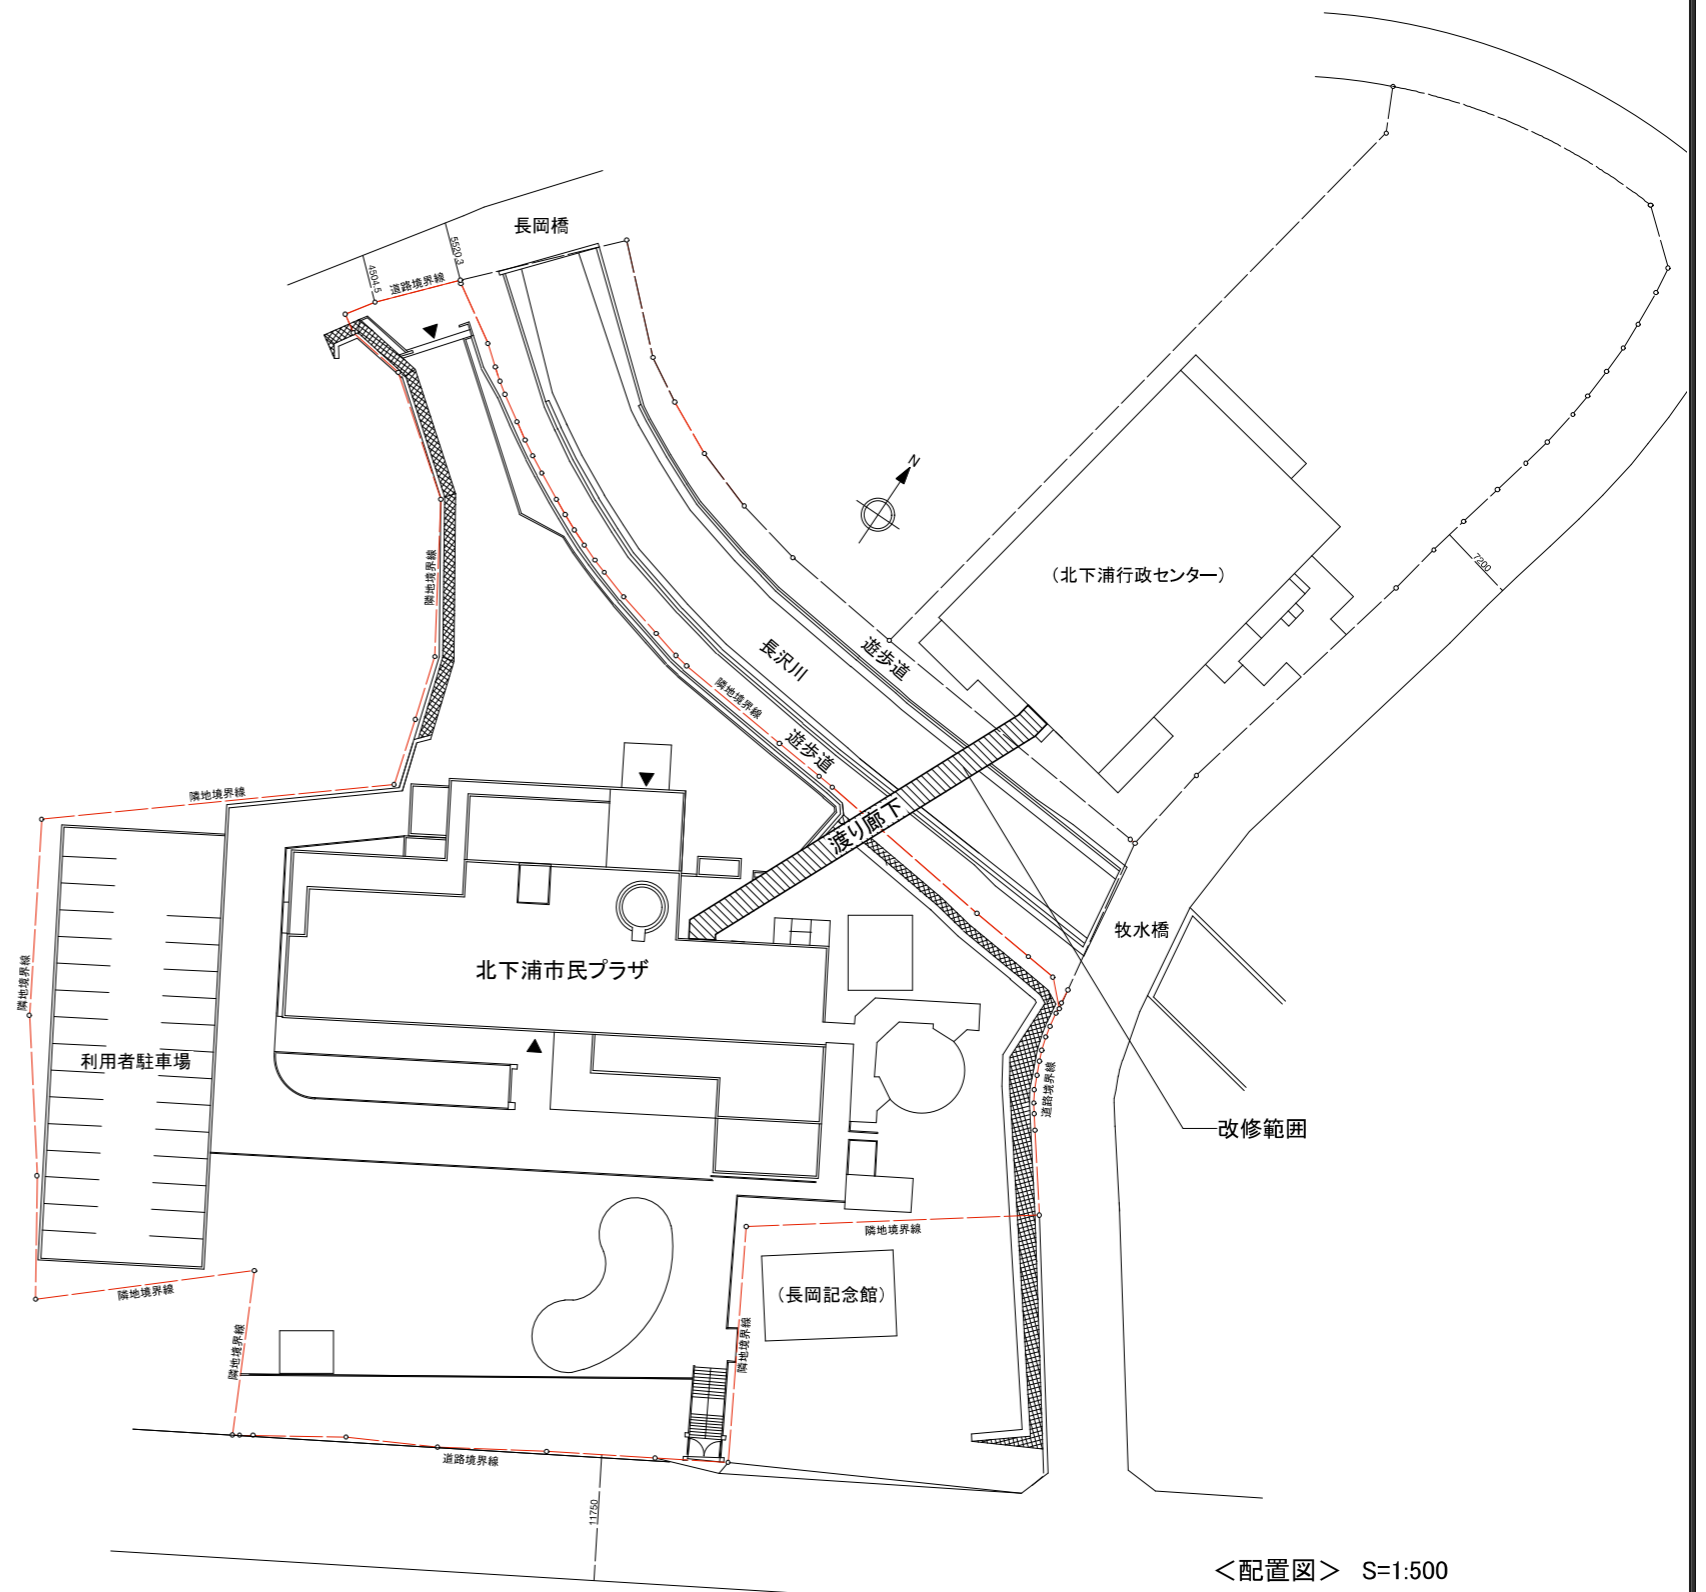 長岡橋
5520.3
4504.5
道路境界線
N
(北下浦行政センター)
7200
隣地境界線
遊歩道
長沢川
隣地境界線
遊歩道
隣地境界線
渡り廊下
牧水橋
北下浦市民プラザ
隣地境界線
利用者駐車場
道路境界線
改修範囲
隣地境界線
隣地境界線
(長岡記念館)
隣地境界線
隣地境界線
道路境界線
11750
<配置図> S=1:500